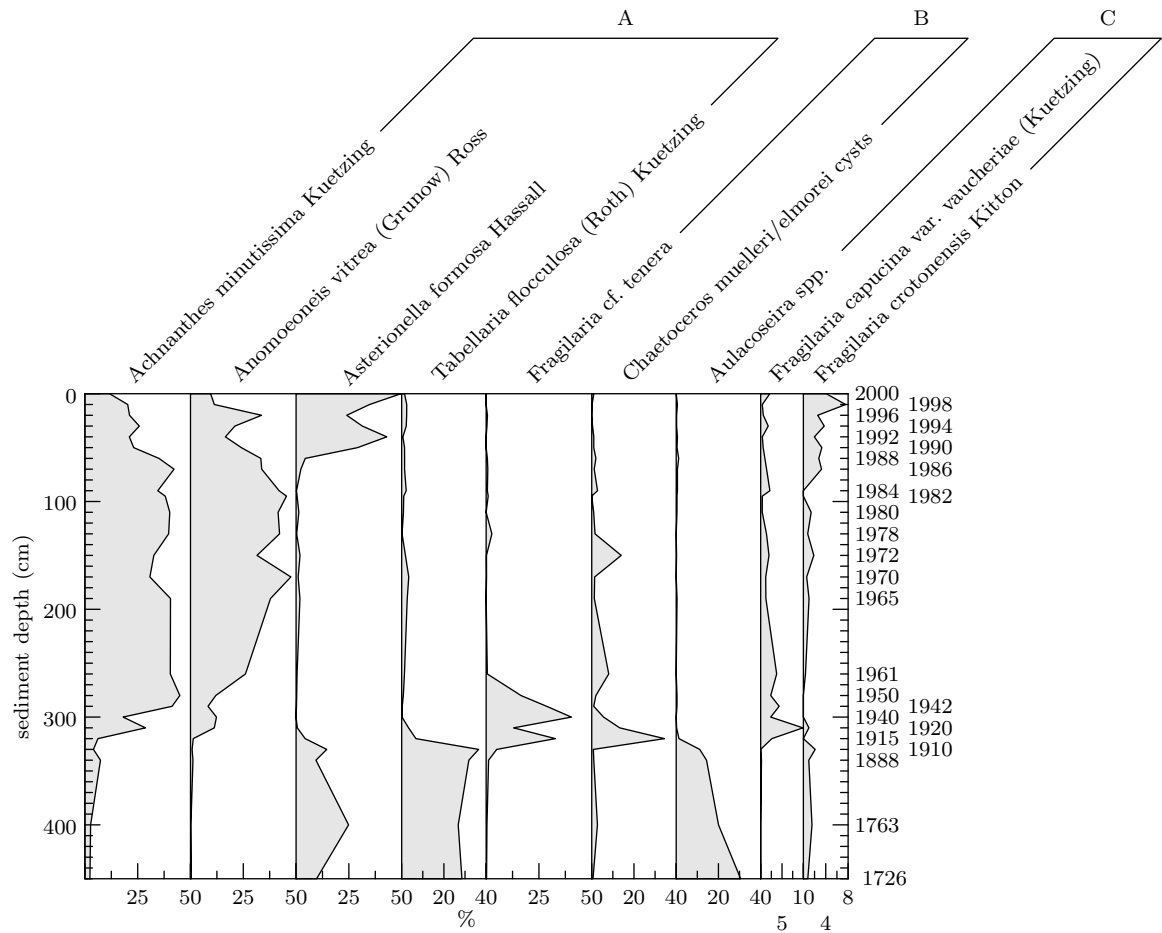 A B C
Achnanthes minutissima Kuetzing
Anomoeoneis vitrea (Grunow) Ross
Asterionella formosa Hassall
Tabellaria flocculosa (Roth) Kuetzing
Fragilaria cf. tenera
Chaetoceros muelleri/elmorei cysts
Aulacoseira spp.
Fragilaria capucina var. vaucheriae (Kuetzing)
Fragilaria crotonensis Kitton
sediment depth (cm)
0 2000
1998
1996
1994
1992
1990
1988
1986
1984
1982
100
1980
1978
1972
1970
200 1965
1961
1950
1942
300 1940
1920
1915
1910
1888
400 1763
1726
25 50 25 50 25 50 20 40 25 50 20 40 20 40 10 8
% 5 4